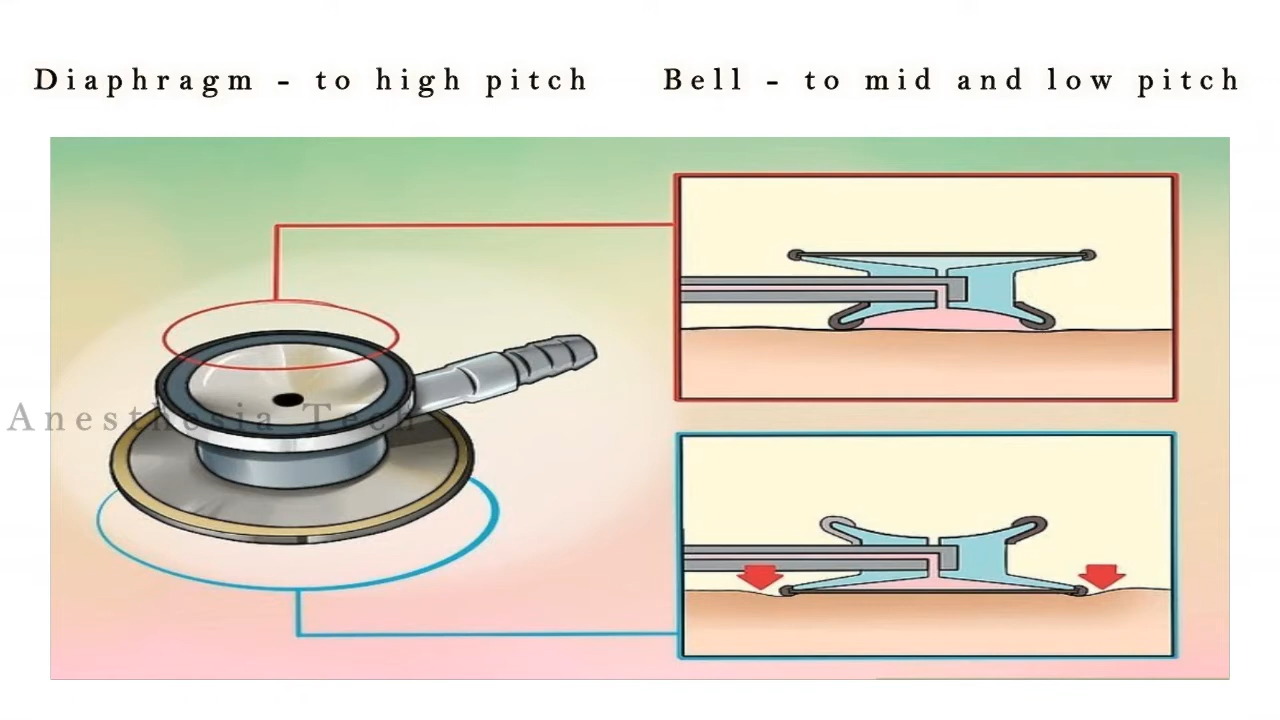 Diaphragm - to high pitch
Bell - to mid and low pitch
Anesthesia Tech